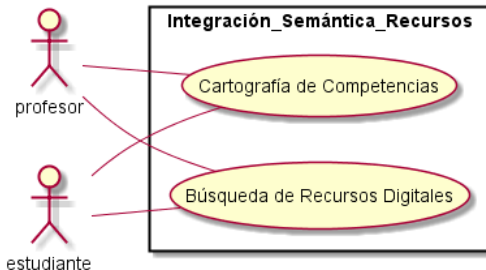 Integración_Semántica_Recursos
Cartografía de Competencias
profesor
Búsqueda de Recursos Digitales
estudiante